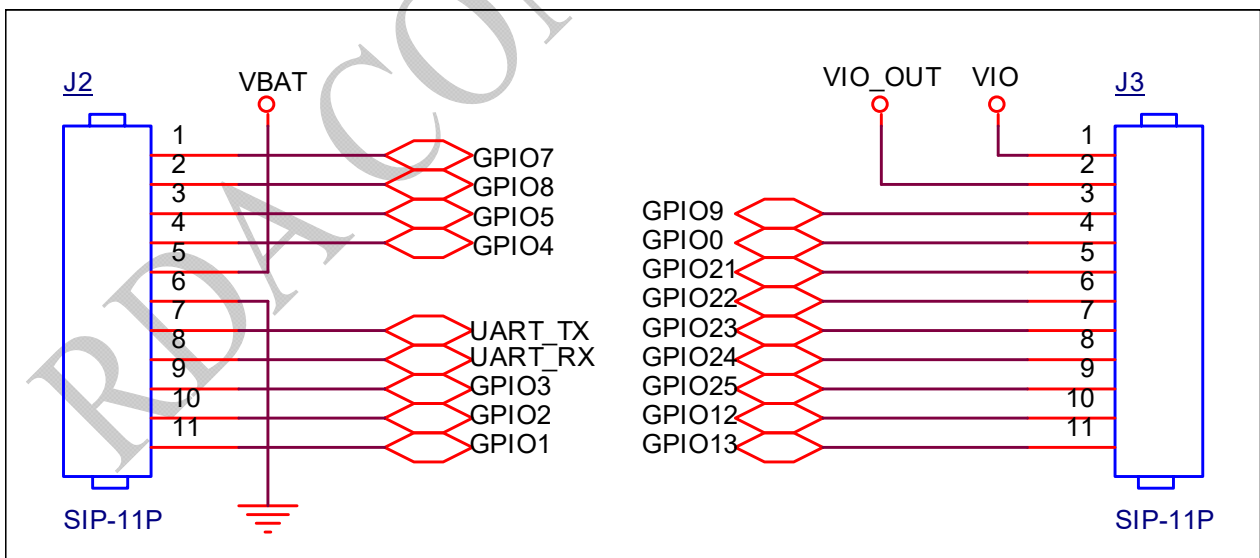 J2
VBAT
1
GPIO7
2
GPIO8
3
GPIO5
4
GPIO4
5
6
7
UART_TX
8
UART_RX
9
GPIO3
10
GPIO2
11
GPIO1
SIP-11P
VIO_OUT
VIO
J3
1
2
3
GPIO9
4
GPIO0
5
GPIO21
6
GPIO22
7
GPIO23
8
GPIO24
9
GPIO25
10
GPIO12
11
GPIO13
SIP-11P